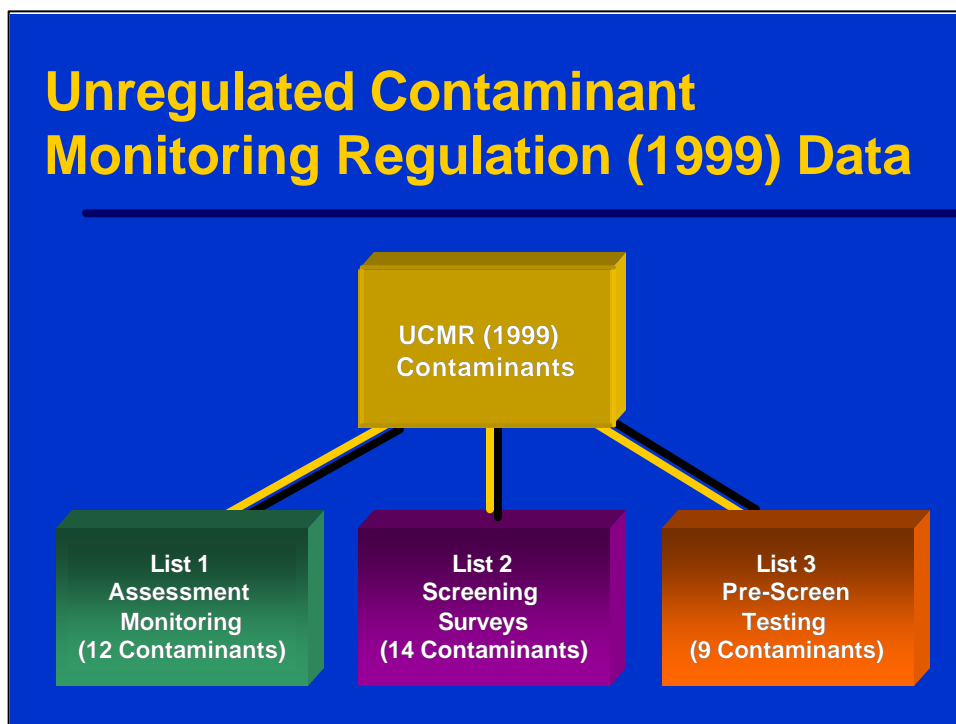 Unregulated Contaminant
Monitoring Regulation (1999) Data
UCMR (1999)
Contaminants
List 1
Assessment
Monitoring
(12 Contaminants)
List 2
Screening
Surveys
(14 Contaminants)
List 3
Pre-Screen
Testing
(9 Contaminants)